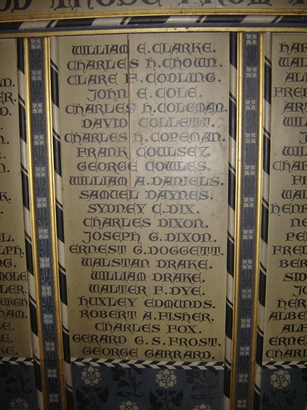 WILLIAM E. CLARKE.
CHARLES H. CHOWN.
CLARE F. CODLING.
JOHN E. COLE.
CHARLES H. COLEMAN.
DAVID COLLETT.
CHARLES H. COPEMAN.
FRANK COULSEY.
GEORGE COWLES.
WILLIAM A. DANIELS.
SAMUEL DAYNES.
SYDNEY C. DIX.
CHARLES DIXON.
JOSEPH G. DIXON.
ERNEST G. DOGGETT.
WALSTAN DRAKE.
WILLIAM DRAKE.
WALTER F. DYE.
HUXLEY EDMUNDS.
ROBERT A. FISHER.
CHARLES FOX.
GERARD G. S. FROST.
GEORGE GARRARD.